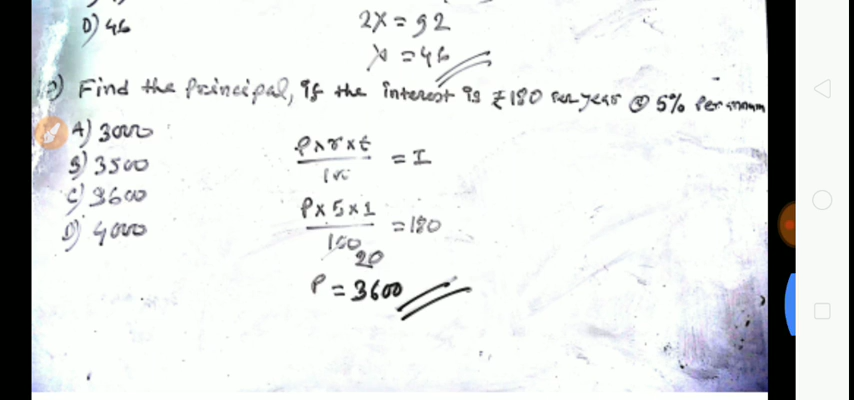 D) 46
2x = 92
x = 46
Find the Principal, if the interest is ₹180 per year @ 5% Per annum
A) 3000
B) 3500
C) 3600
D) 4000
P x r x t
= I
100
P x 5 x 1
= 180
100
20
P = 3600